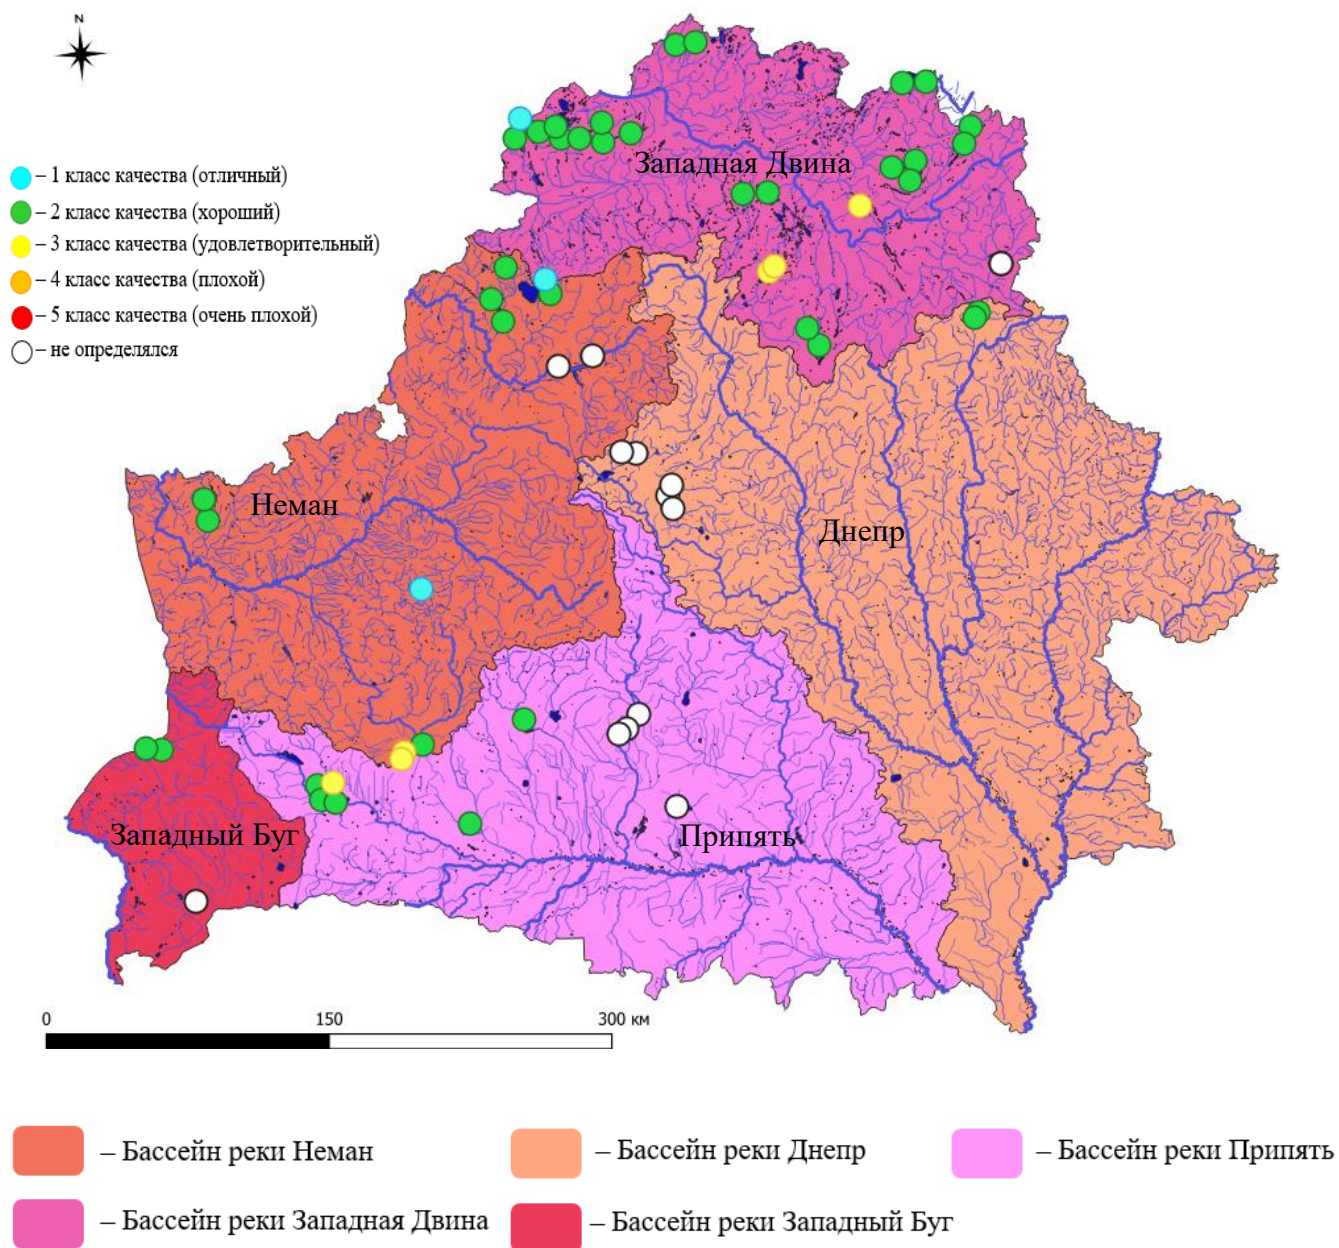 N
– 1 класс качества (отличный)
– 2 класс качества (хороший)
– 3 класс качества (удовлетворительный)
– 4 класс качества (плохой)
– 5 класс качества (очень плохой)
– не определялся
Западная Двина
Неман
Днепр
Западный Буг
Припять
0 150 300 км
– Бассейн реки Неман
– Бассейн реки Днепр
– Бассейн реки Припять
– Бассейн реки Западная Двина
– Бассейн реки Западный Буг